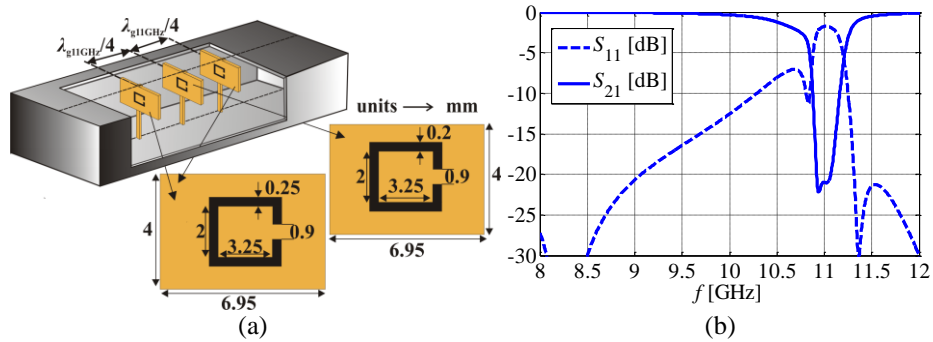 λg11GHz/4
λg11GHz/4
units → mm
0.2
2
3.25
0.9
4
6.95
0.25
4
2
3.25
0.9
6.95
(a)
S11 [dB]
S21 [dB]
0
-5
-10
-15
-20
-25
-30
8 8.5 9 9.5 10 10.5 11 11.5 12
f [GHz]
(b)